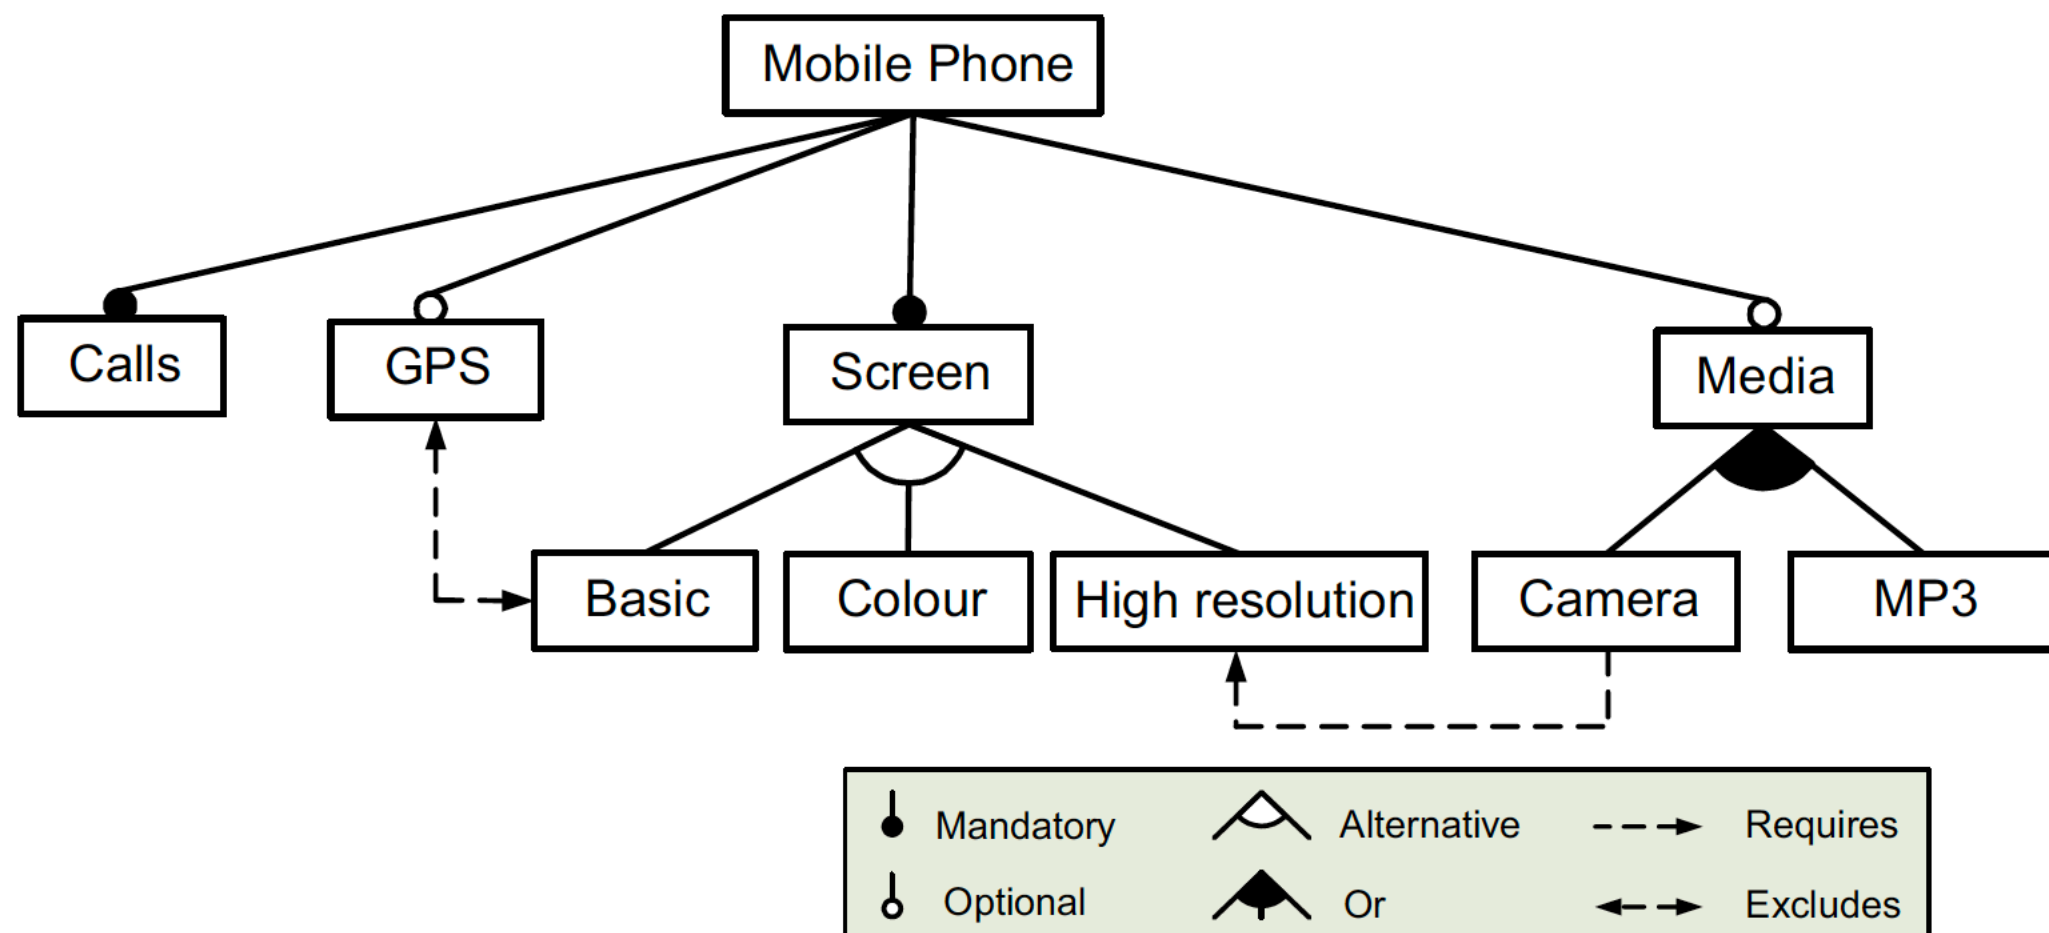 Mobile Phone
Calls
GPS
Screen
Media
Basic
Colour
High resolution
Camera
MP3
Mandatory
Alternative
Requires
Optional
Or
Excludes